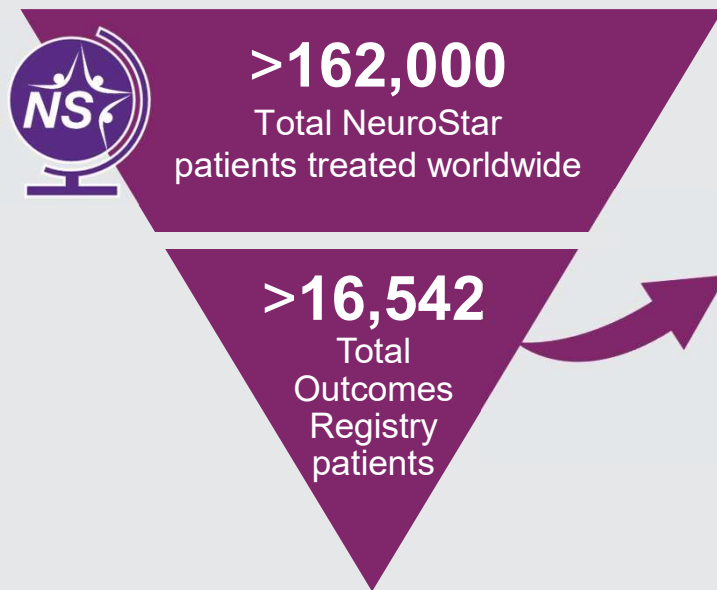 NS
>162,000
Total NeuroStar
patients treated worldwide
>16,542
Total
Outcomes
Registry
patients